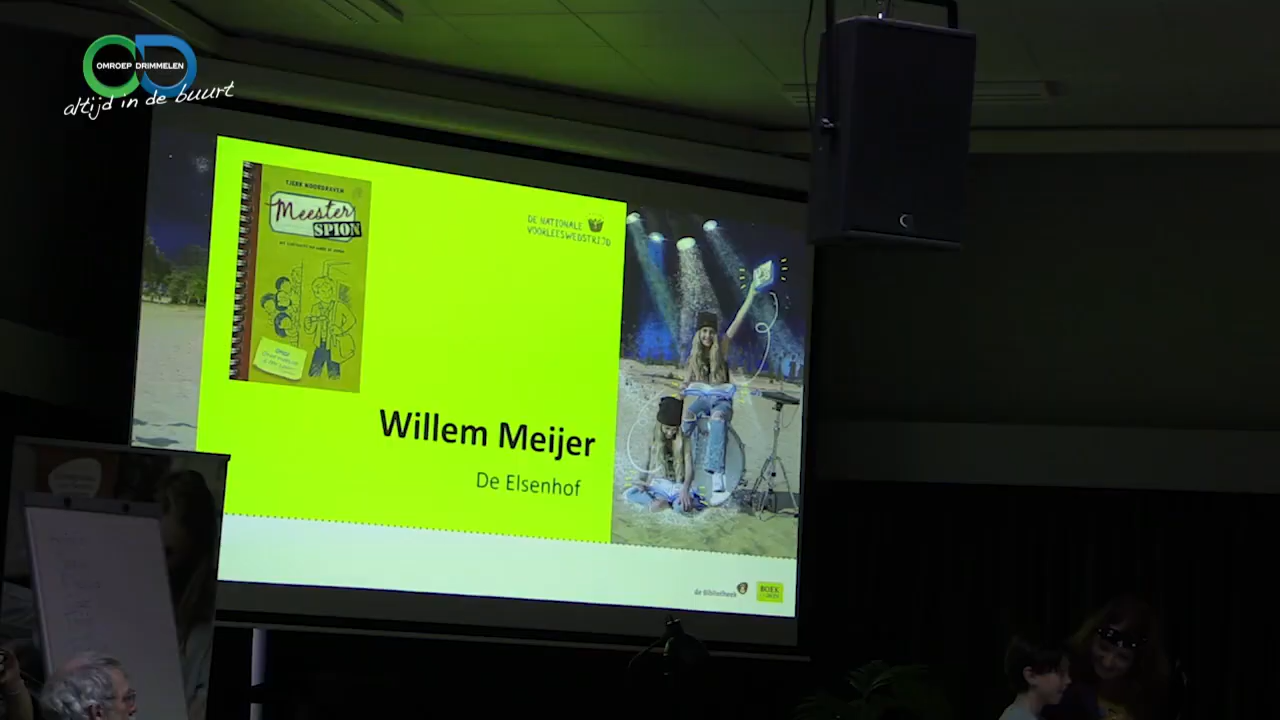 OMROEP DRIMMELEN
altijd in de buurt
TJERK NOORDRAVEN
Meester
SPION
DE NATIONALE
VOORLEESWEDSTRIJD
Willem Meijer
De Elsenhof
de Bibliotheek
BOEK